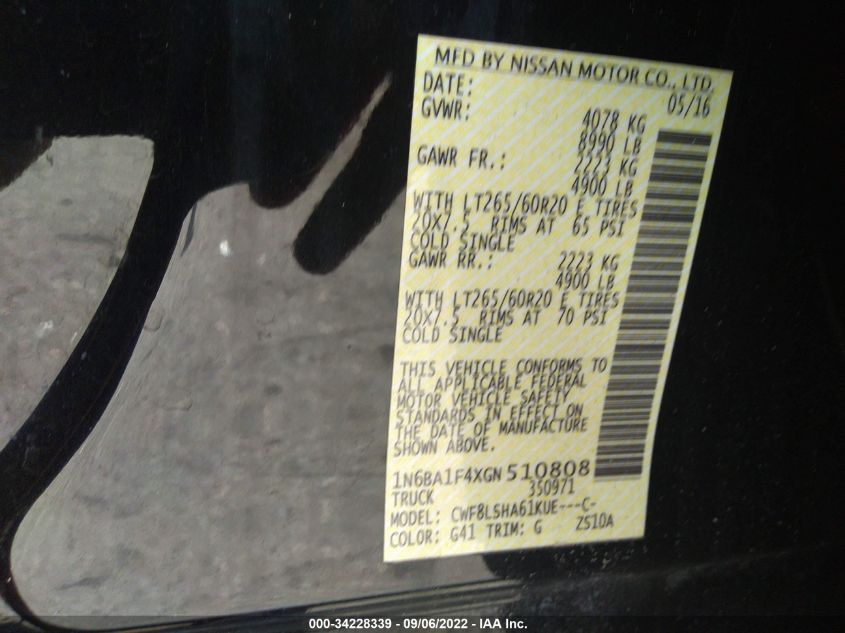 MFD BY NISSAN MOTOR CO., LTD.
DATE: 05/16
GVWR: 4078 KG
8990 LB
GAWR FR.: 2223 KG
4900 LB
WITH LT265/60R20 E TIRES
20X7.5 RIMS AT 65 PSI
COLD SINGLE
GAWR RR.: 2223 KG
4900 LB
WITH LT265/60R20 E TIRES
20X7.5 RIMS AT 70 PSI
COLD SINGLE
THIS VEHICLE CONFORMS TO
ALL APPLICABLE FEDERAL
MOTOR VEHICLE SAFETY
STANDARDS IN EFFECT ON
THE DATE OF MANUFACTURE
SHOWN ABOVE.
1N6BA1F4XGN510808
TRUCK 350971
MODEL: CWF8LSHA61KUE---C-
COLOR: G41 TRIM: G ZS10A
000-34228339 - 09/06/2022 - IAA Inc.